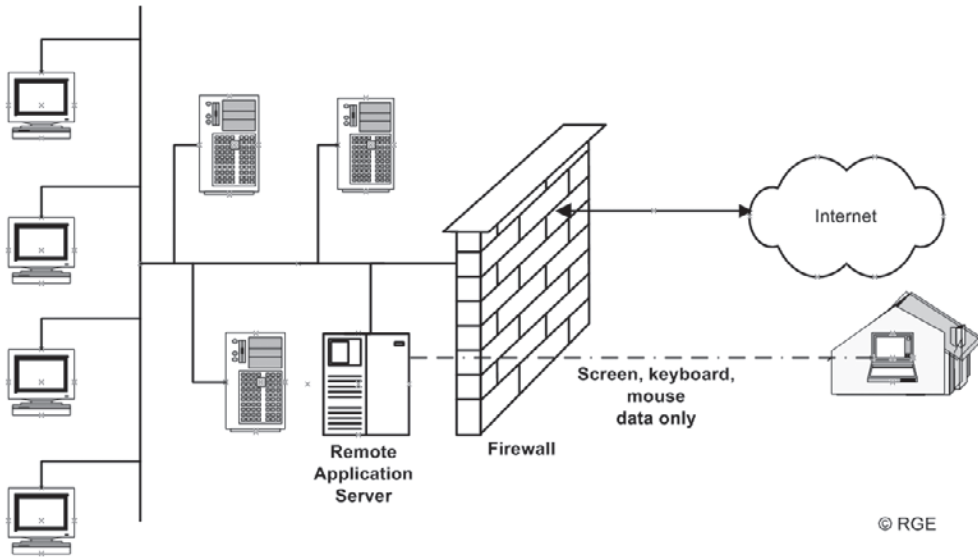 Internet
Screen, keyboard,
mouse
data only
Remote
Application
Server
Firewall
© RGE